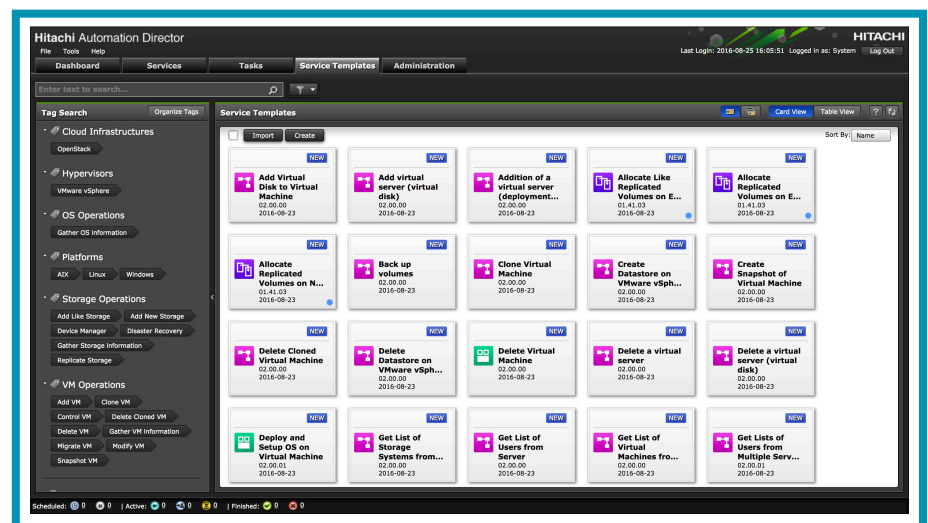 Hitachi Automation Director
HITACHI
File Tools Help
Last Login: 2016-08-25 16:05:51 Logged in as: System Log Out
Dashboard Services Tasks Service Templates Administration
Enter text to search...
Tag Search Organize Tags
Cloud Infrastructures
OpenStack
Hypervisors
VMware vSphere
OS Operations
Gather OS information
Platforms
AIX Linux Windows
Storage Operations
Add Like Storage Add New Storage
Device Manager Disaster Recovery
Gather Storage information
Replicate Storage
VM Operations
Add VM Clone VM
Control VM Delete Cloned VM
Delete VM Gather VM Information
Migrate VM Modify VM
Snapshot VM
Service Templates
Card View Table View ?
Import Create
Sort By: Name
NEW
Add Virtual
Disk to Virtual
Machine
02.00.00
2016-08-23
NEW
Add virtual
server (virtual
disk)
02.00.00
2016-08-23
NEW
Addition of a
virtual server
(deployment...
02.00.00
2016-08-23
NEW
Allocate Like
Replicated
Volumes on E...
01.41.03
2016-08-23
NEW
Allocate
Replicated
Volumes on E...
01.41.03
2016-08-23
NEW
Allocate
Replicated
Volumes on N...
01.41.03
2016-08-23
NEW
Back up
volumes
02.00.00
2016-08-23
NEW
Clone Virtual
Machine
02.00.00
2016-08-23
NEW
Create
Datastore on
VMware vSph...
02.00.00
2016-08-23
NEW
Create
Snapshot of
Virtual Machine
02.00.00
2016-08-23
NEW
Delete Cloned
Virtual Machine
02.00.00
2016-08-23
NEW
Delete
Datastore on
VMware vSph...
02.00.00
2016-08-23
NEW
Delete Virtual
Machine
02.00.00
2016-08-23
NEW
Delete a virtual
server
02.00.00
2016-08-23
NEW
Delete a virtual
server (virtual
disk)
02.00.00
2016-08-23
NEW
Deploy and
Setup OS on
Virtual Machine
02.00.01
2016-08-23
NEW
Get List of
Storage
Systems from...
02.00.00
2016-08-23
NEW
Get List of
Users from
Server
02.00.00
2016-08-23
NEW
Get List of
Virtual
Machines fro...
02.00.00
2016-08-23
NEW
Get Lists of
Users from
Multiple Serv...
02.00.01
2016-08-23
Scheduled: 0 0 | Active: 0 0 0 | Finished: 0 0